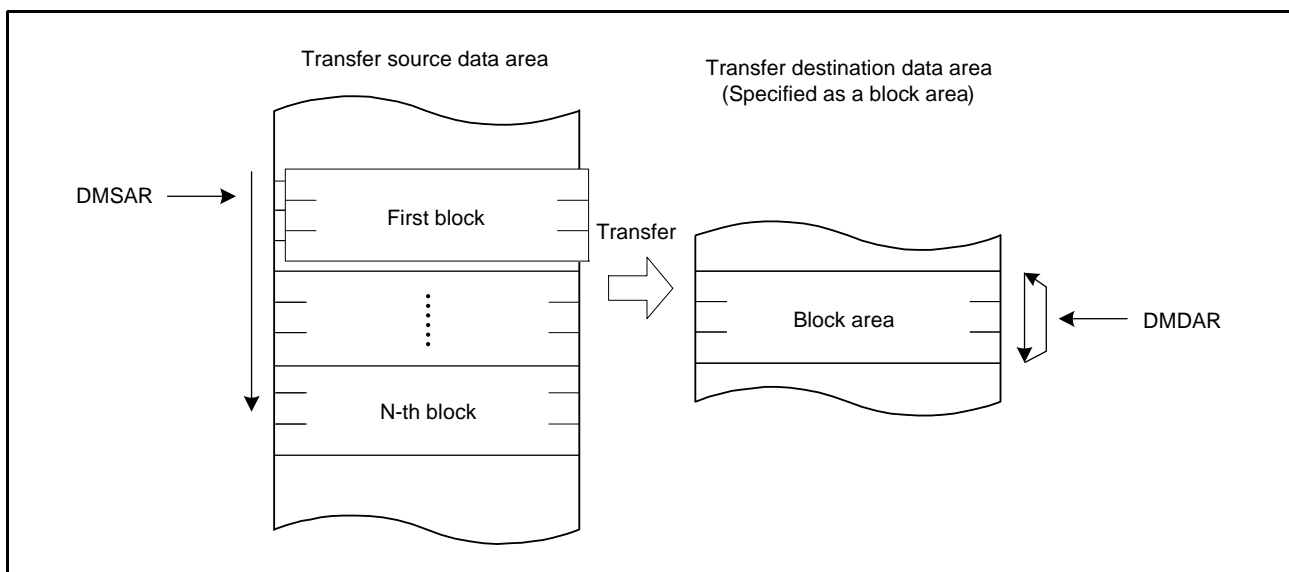 Transfer source data area
Transfer destination data area
(Specified as a block area)
DMSAR
First block
Transfer
Block area
DMDAR
N-th block